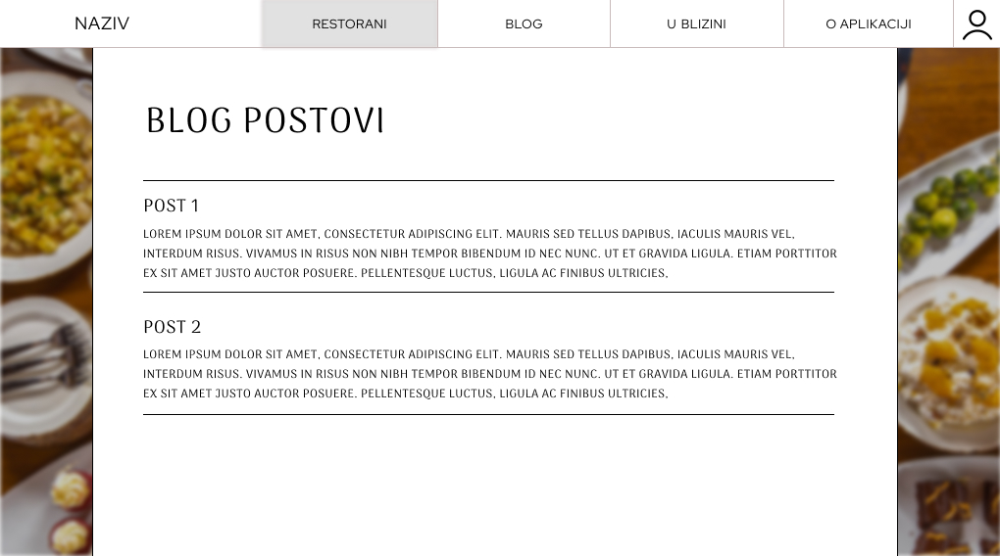 NAZIV
RESTORANI
BLOG
U BLIZINI
O APLIKACIJI
BLOG POSTOVI
POST 1
LOREM IPSUM DOLOR SIT AMET, CONSECTETUR ADIPISCING ELIT. MAURIS SED TELLUS DAPIBUS, IACULIS MAURIS VEL,
INTERDUM RISUS. VIVAMUS IN RISUS NON NIBH TEMPOR BIBENDUM ID NEC NUNC. UT ET GRAVIDA LIGULA. ETIAM PORTTITOR
EX SIT AMET JUSTO AUCTOR POSUERE. PELLENTESQUE LUCTUS, LIGULA AC FINIBUS ULTRICIES,
POST 2
LOREM IPSUM DOLOR SIT AMET, CONSECTETUR ADIPISCING ELIT. MAURIS SED TELLUS DAPIBUS, IACULIS MAURIS VEL,
INTERDUM RISUS. VIVAMUS IN RISUS NON NIBH TEMPOR BIBENDUM ID NEC NUNC. UT ET GRAVIDA LIGULA. ETIAM PORTTITOR
EX SIT AMET JUSTO AUCTOR POSUERE. PELLENTESQUE LUCTUS, LIGULA AC FINIBUS ULTRICIES,